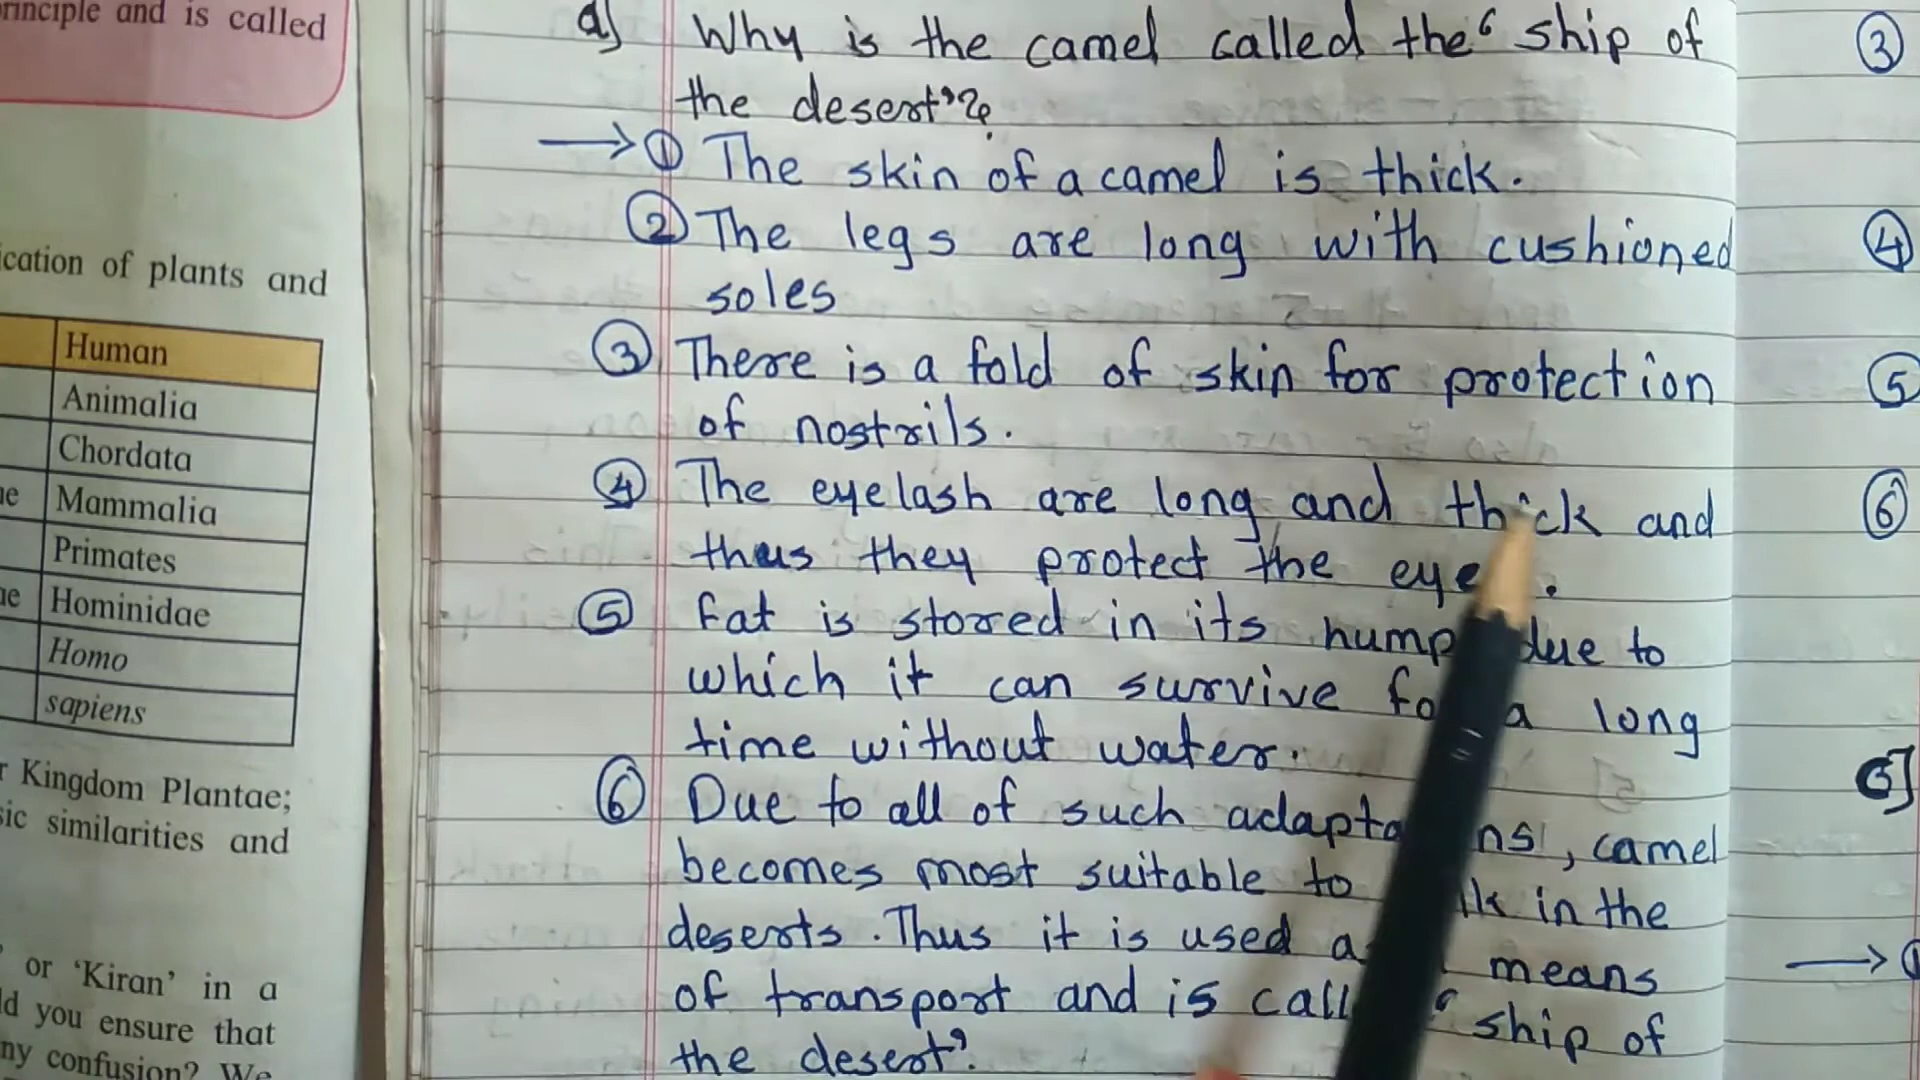 rinciple and is called
ication of plants and
Human
Animalia
Chordata
Mammalia
Primates
Hominidae
Homo
sapiens
Kingdom Plantae;
similarities and
or ‘Kiran’ in a
you ensure that
confusion? We
a) Why is the camel called the ‘ ship of
the desert’?
→ ① The skin of a camel is thick.
② The legs are long with cushioned
soles
③ There is a fold of skin for protection
of nostrils.
④ The eyelash are long and thick and
thus they protect the eye .
⑤ Fat is stored in its hump due to
which it can survive fo a long
time without water.
⑥ Due to all of such adapta ns, camel
becomes most suitable to lk in the
deserts. Thus it is used a means
of transport and is call ‘ ship of
the desert’.
③
④
⑤
⑥
→